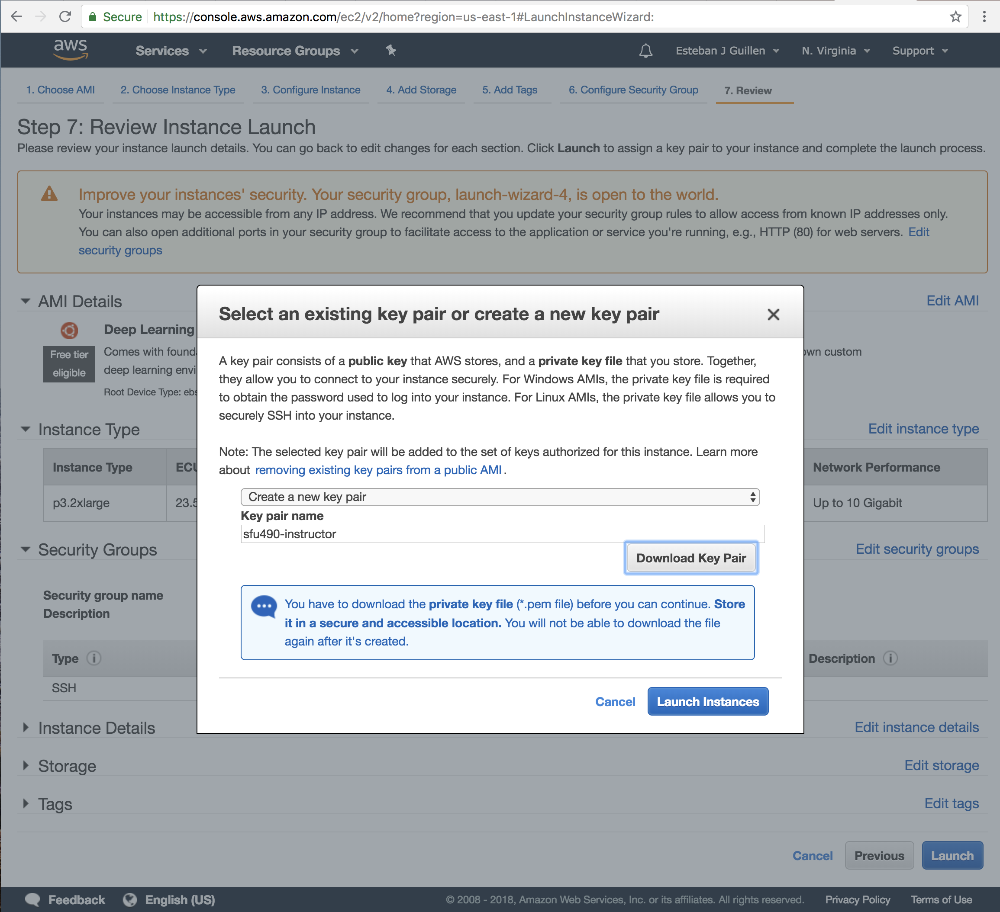 Secure https://console.aws.amazon.com/ec2/v2/home?region=us-east-1#LaunchInstanceWizard:
aws Services Resource Groups Esteban J Guillen N. Virginia Support
1. Choose AMI 2. Choose Instance Type 3. Configure Instance 4. Add Storage 5. Add Tags 6. Configure Security Group 7. Review
Step 7: Review Instance Launch
Please review your instance launch details. You can go back to edit changes for each section. Click Launch to assign a key pair to your instance and complete the launch process.
Improve your instances' security. Your security group, launch-wizard-4, is open to the world.
Your instances may be accessible from any IP address. We recommend that you update your security group rules to allow access from known IP addresses only.
You can also open additional ports in your security group to facilitate access to the application or service you're running, e.g., HTTP (80) for web servers. Edit
security groups
AMI Details Edit AMI
Deep Learning
Free tier
eligible
Comes with found
own custom
deep learning envi
Root Device Type: ebs
Select an existing key pair or create a new key pair
A key pair consists of a public key that AWS stores, and a private key file that you store. Together,
they allow you to connect to your instance securely. For Windows AMIs, the private key file is required
to obtain the password used to log into your instance. For Linux AMIs, the private key file allows you to
securely SSH into your instance.
Note: The selected key pair will be added to the set of keys authorized for this instance. Learn more
about removing existing key pairs from a public AMI .
Create a new key pair
Key pair name
sfu490-instructor
Download Key Pair
You have to download the private key file (*.pem file) before you can continue. Store
it in a secure and accessible location. You will not be able to download the file
again after it's created.
Cancel Launch Instances
Instance Type Edit instance type
Instance Type ECU Network Performance
p3.2xlarge 23.5 Up to 10 Gigabit
Security Groups Edit security groups
Security group name
Description
Type Description
SSH
Instance Details Edit instance details
Storage Edit storage
Tags Edit tags
Cancel Previous Launch
Feedback English (US) © 2008 - 2018, Amazon Web Services, Inc. or its affiliates. All rights reserved. Privacy Policy Terms of Use